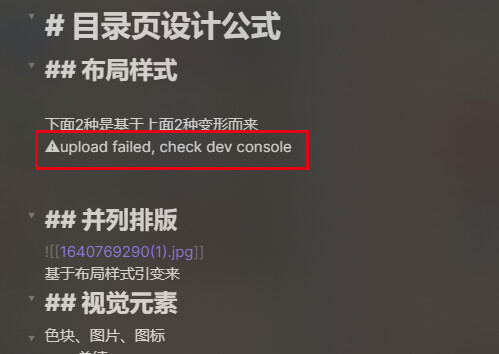 # 目录页设计公式
## 布局样式
下面2种是基于上面2种变形而来
⚠upload failed, check dev console
## 并列排版
![[1640769290(1).jpg]]
基于布局样式引变来
## 视觉元素
色块、图片、图标